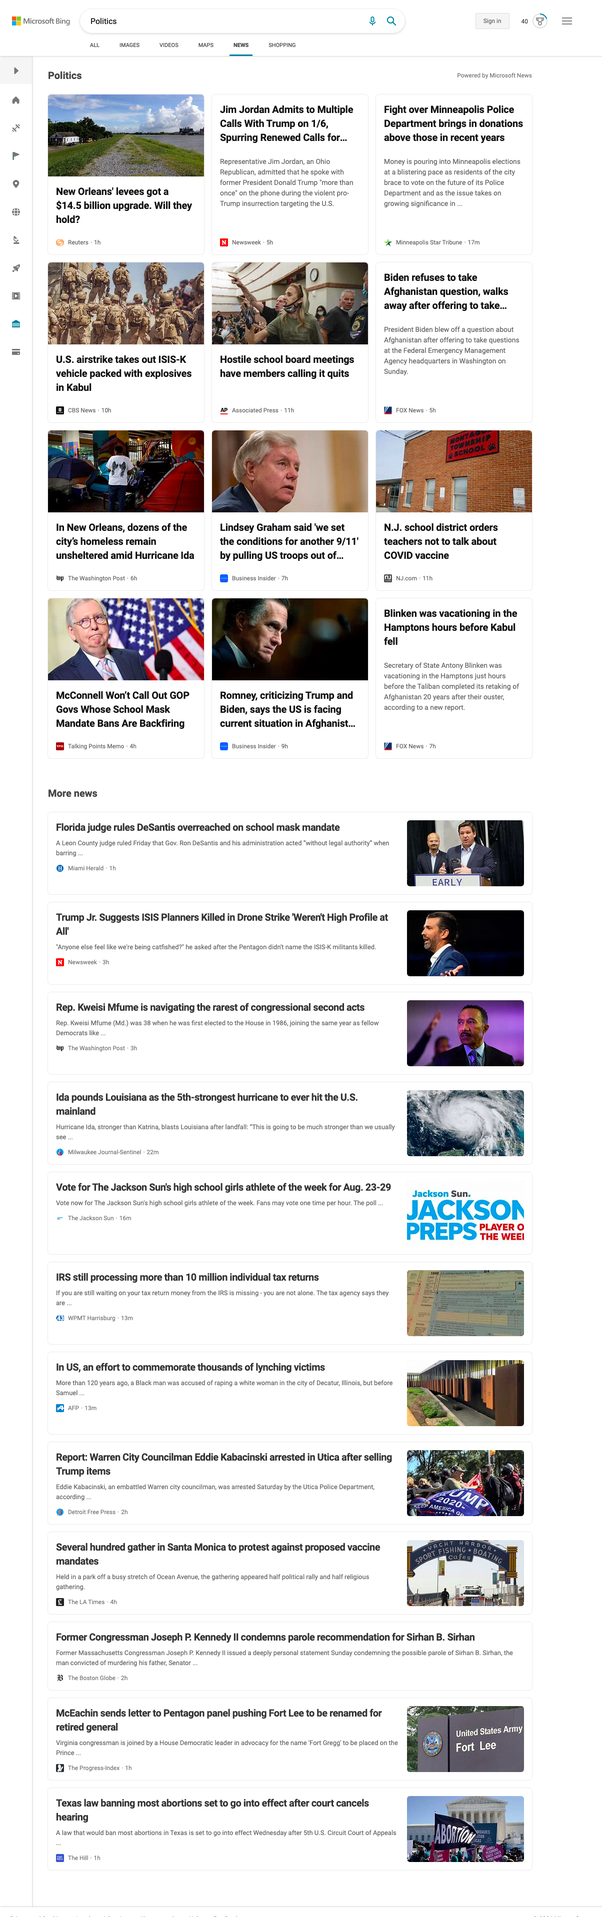 Microsoft Bing
Politics
Sign in
40
ALL
IMAGES
VIDEOS
MAPS
NEWS
SHOPPING
Politics
Powered by Microsoft News
New Orleans' levees got a
$14.5 billion upgrade. Will they
hold?
Reuters · 1h
Jim Jordan Admits to Multiple
Calls With Trump on 1/6,
Spurring Renewed Calls for...
Representative Jim Jordan, an Ohio
Republican, admitted that he spoke with
former President Donald Trump "more than
once" on the phone during the violent pro-
Trump insurrection targeting the U.S.
Newsweek · 5h
Fight over Minneapolis Police
Department brings in donations
above those in recent years
Money is pouring into Minneapolis elections
at a blistering pace as residents of the city
brace to vote on the future of its Police
Department and as the issue takes on
growing significance in ...
Minneapolis Star Tribune · 17m
U.S. airstrike takes out ISIS-K
vehicle packed with explosives
in Kabul
CBS News · 10h
Hostile school board meetings
have members calling it quits
AP
Associated Press · 11h
Biden refuses to take
Afghanistan question, walks
away after offering to take...
President Biden blew off a question about
Afghanistan after offering to take questions
at the Federal Emergency Management
Agency headquarters in Washington on
Sunday.
FOX News · 5h
In New Orleans, dozens of the
city's homeless remain
unsheltered amid Hurricane Ida
wp The Washington Post · 6h
Lindsey Graham said 'we set
the conditions for another 9/11'
by pulling US troops out of...
Business Insider · 7h
MONTAGUE
TOWNSHIP
SCHOOL
N.J. school district orders
teachers not to talk about
COVID vaccine
NJ.com · 11h
McConnell Won't Call Out GOP
Govs Whose School Mask
Mandate Bans Are Backfiring
Talking Points Memo · 4h
Romney, criticizing Trump and
Biden, says the US is facing
current situation in Afghanist...
Business Insider · 9h
Blinken was vacationing in the
Hamptons hours before Kabul
fell
Secretary of State Antony Blinken was
vacationing in the Hamptons just hours
before the Taliban completed its retaking of
Afghanistan 20 years after their ouster,
according to a new report.
FOX News · 7h
More news
Florida judge rules DeSantis overreached on school mask mandate
A Leon County judge ruled Friday that Gov. Ron DeSantis and his administration acted "without legal authority" when
barring ...
Miami Herald · 1h
EARLY
Trump Jr. Suggests ISIS Planners Killed in Drone Strike 'Weren't High Profile at
All'
"Anyone else feel like we're being catfished?" he asked after the Pentagon didn't name the ISIS-K militants killed.
Newsweek · 3h
Rep. Kweisi Mfume is navigating the rarest of congressional second acts
Rep. Kweisi Mfume (Md.) was 38 when he was first elected to the House in 1986, joining the same year as fellow
Democrats like ...
wp The Washington Post · 3h
Ida pounds Louisiana as the 5th-strongest hurricane to ever hit the U.S.
mainland
Hurricane Ida, stronger than Katrina, blasts Louisiana after landfall: "This is going to be much stronger than we usually
see ...
Milwaukee Journal-Sentinel · 22m
Vote for The Jackson Sun's high school girls athlete of the week for Aug. 23-29
Vote now for The Jackson Sun's high school girls athlete of the week. Fans may vote one time per hour. The poll ...
The Jackson Sun · 16m
Jackson Sun.
JACKSON
PREPS PLAYER O
THE WEE
IRS still processing more than 10 million individual tax returns
If you are still waiting on your tax return money from the IRS is missing - you are not alone. The tax agency says they
are ...
WPMT Harrisburg · 13m
In US, an effort to commemorate thousands of lynching victims
More than 120 years ago, a Black man was accused of raping a white woman in the city of Decatur, Illinois, but before
Samuel ...
AFP · 13m
Report: Warren City Councilman Eddie Kabacinski arrested in Utica after selling
Trump items
Eddie Kabacinski, an embattled Warren city councilman, was arrested Saturday by the Utica Police Department,
according ...
Detroit Free Press · 2h
TRUMP
2020
KEEP AMERICA
Several hundred gather in Santa Monica to protest against proposed vaccine
mandates
Held in a park off a busy stretch of Ocean Avenue, the gathering appeared half political rally and half religious
gathering.
The LA Times · 4h
YACHT HARBOR
SPORT FISHING BOATING
Cafes
Former Congressman Joseph P. Kennedy II condemns parole recommendation for Sirhan B. Sirhan
Former Massachusetts Congressman Joseph P. Kennedy II issued a deeply personal statement Sunday condemning the possible parole of Sirhan B. Sirhan, the
man convicted of murdering his father, Senator ...
The Boston Globe · 2h
McEachin sends letter to Pentagon panel pushing Fort Lee to be renamed for
retired general
Virginia congressman is joined by a House Democratic leader in advocacy for the name 'Fort Gregg' to be placed on the
Prince ...
The Progress-Index · 1h
United States Army
Fort Lee
Texas law banning most abortions set to go into effect after court cancels
hearing
A law that would ban most abortions in Texas is set to go into effect Wednesday after 5th U.S. Circuit Court of Appeals
...
The Hill · 1h
ABORTION